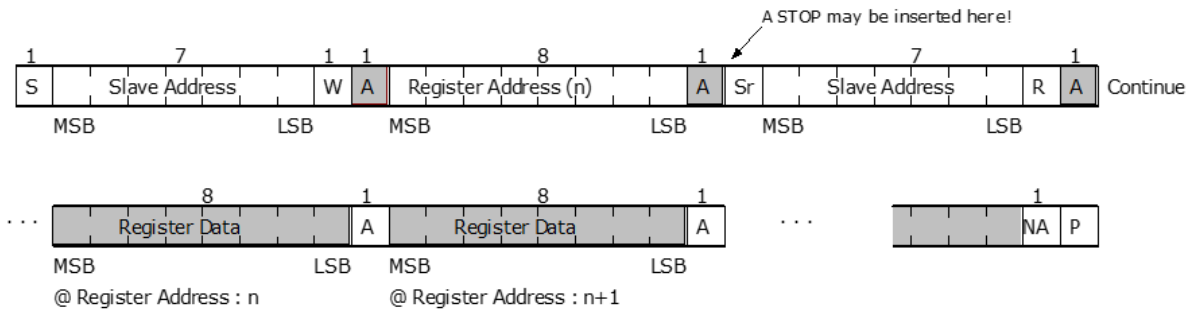 A STOP may be inserted here!
1 7 1 1 8 1 7 1
S Slave Address W A Register Address (n) A Sr Slave Address R A Continue
MSB LSB MSB LSB MSB LSB
8 1 8 1 1
. . . Register Data A Register Data A . . . NA P
MSB LSB MSB LSB
@ Register Address : n @ Register Address : n+1